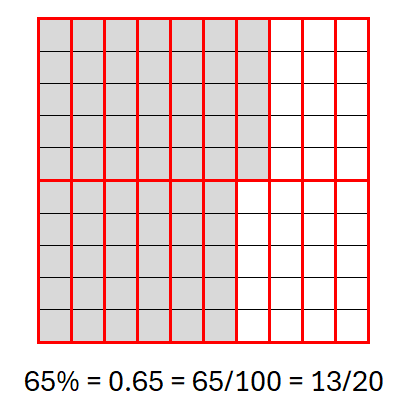 65% = 0.65 = 65/100 = 13/20